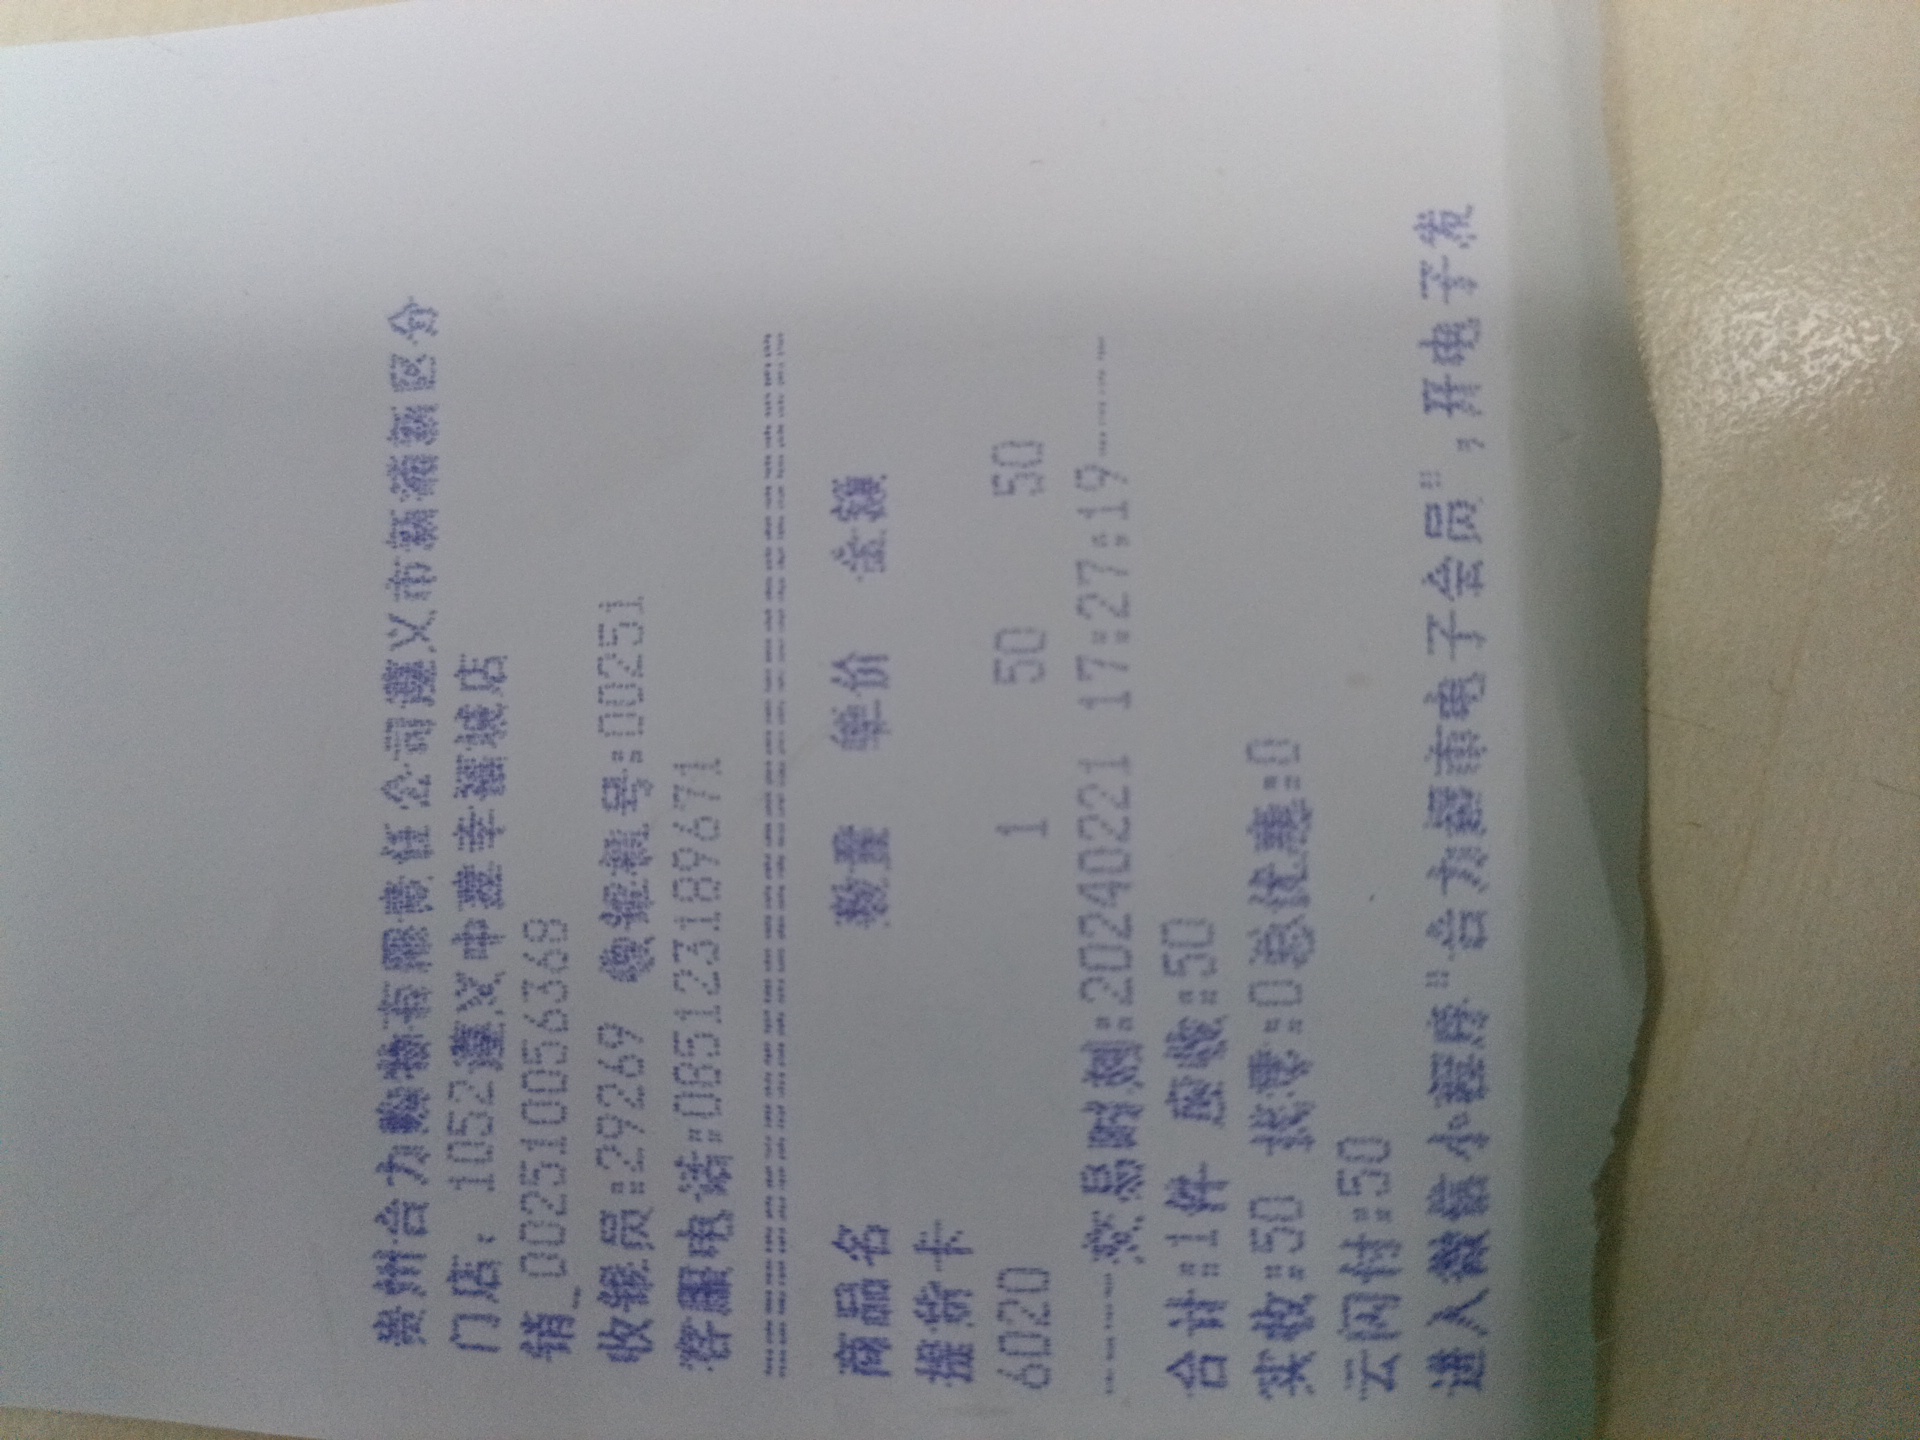 贵州合力购物有限责任公司遵义市新蒲新区分
门店: 1052遵义中建幸福城店
销_002510056368
收银员:29269 收银机号:00251
客服电话:085123189671
================================
商品名 数量 单价 金额
提货卡
6020 1 50 50
------交易时刻:20240221 17:27:19------
合计:1件 应收:50
实收:50 找零:0总优惠:0
云闪付:50
进入微信小程序"合力超市电子会员",开电子发